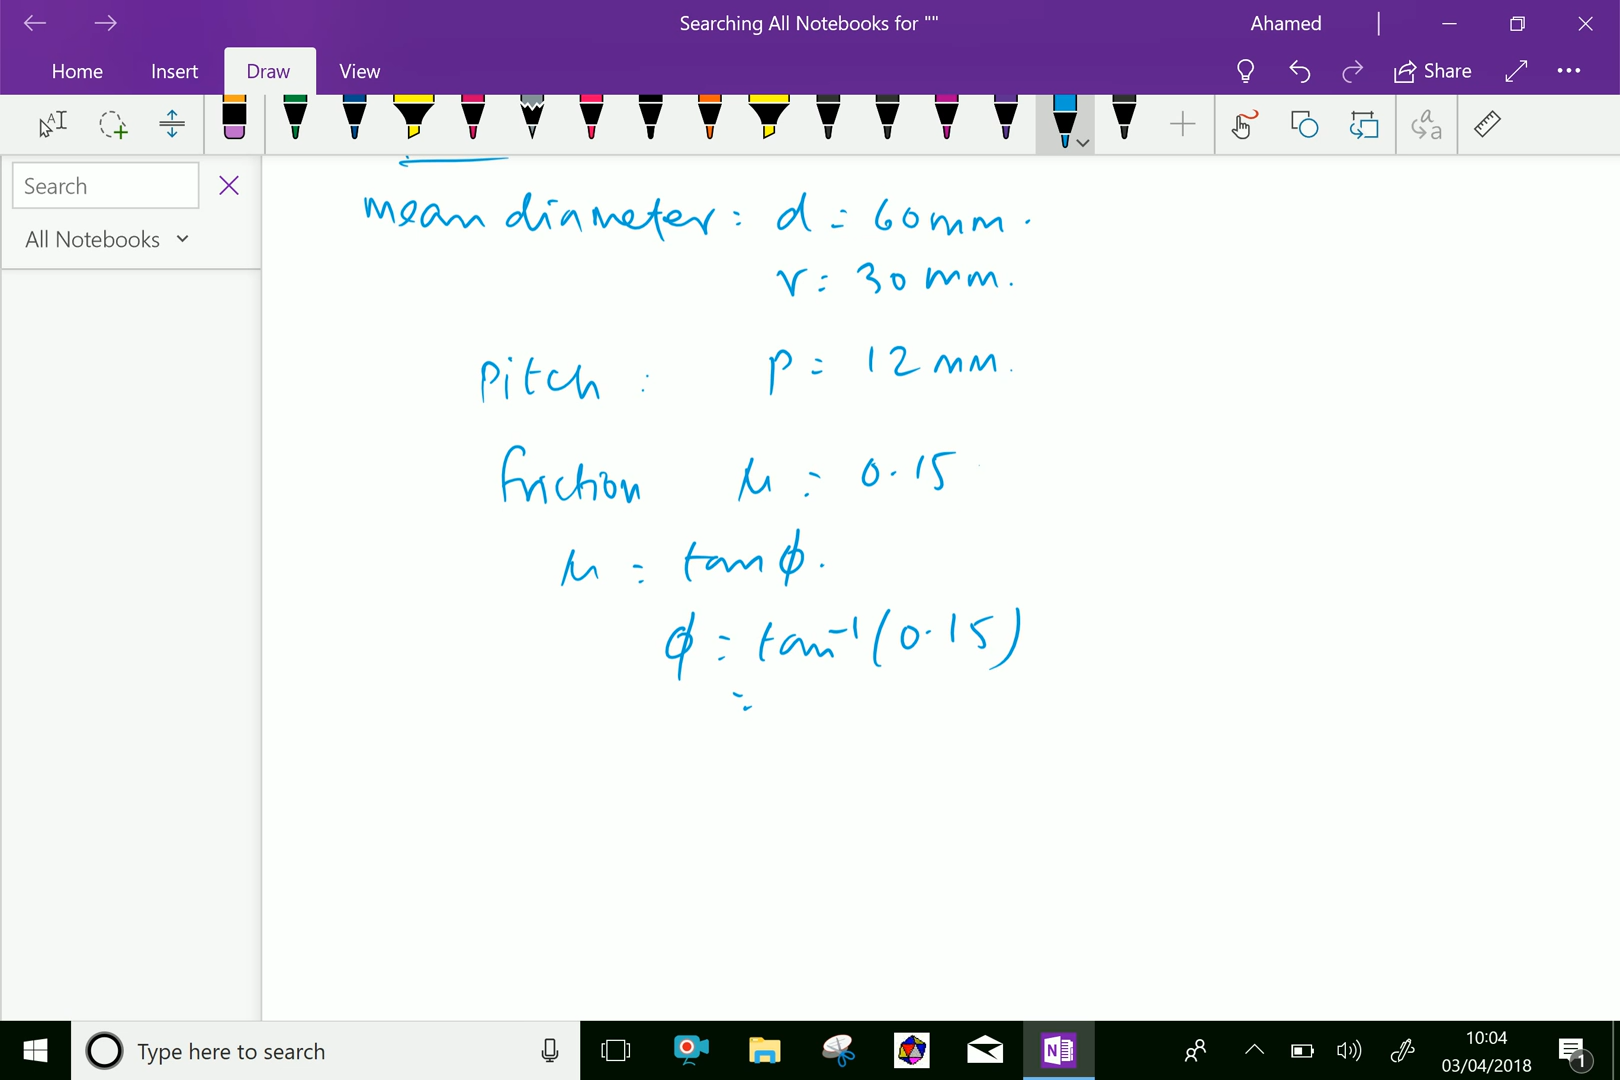 Searching All Notebooks for ""
Ahamed
Home Insert Draw View
Share
Search
All Notebooks
mean diameter : d = 60mm.
r = 30 mm.
Pitch : p = 12 mm.
friction μ = 0.15
μ = tan φ.
φ = tan⁻¹ (0.15)
=
Type here to search
10:04
03/04/2018
1